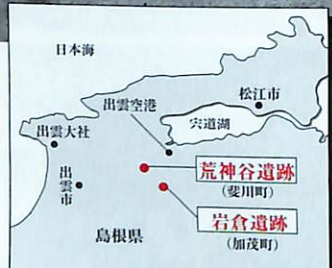 日本海
出雲空港
松江市
宍道湖
出雲大社
荒神谷遺跡
(斐川町)
出雲市
岩倉遺跡
(加茂町)
島根県